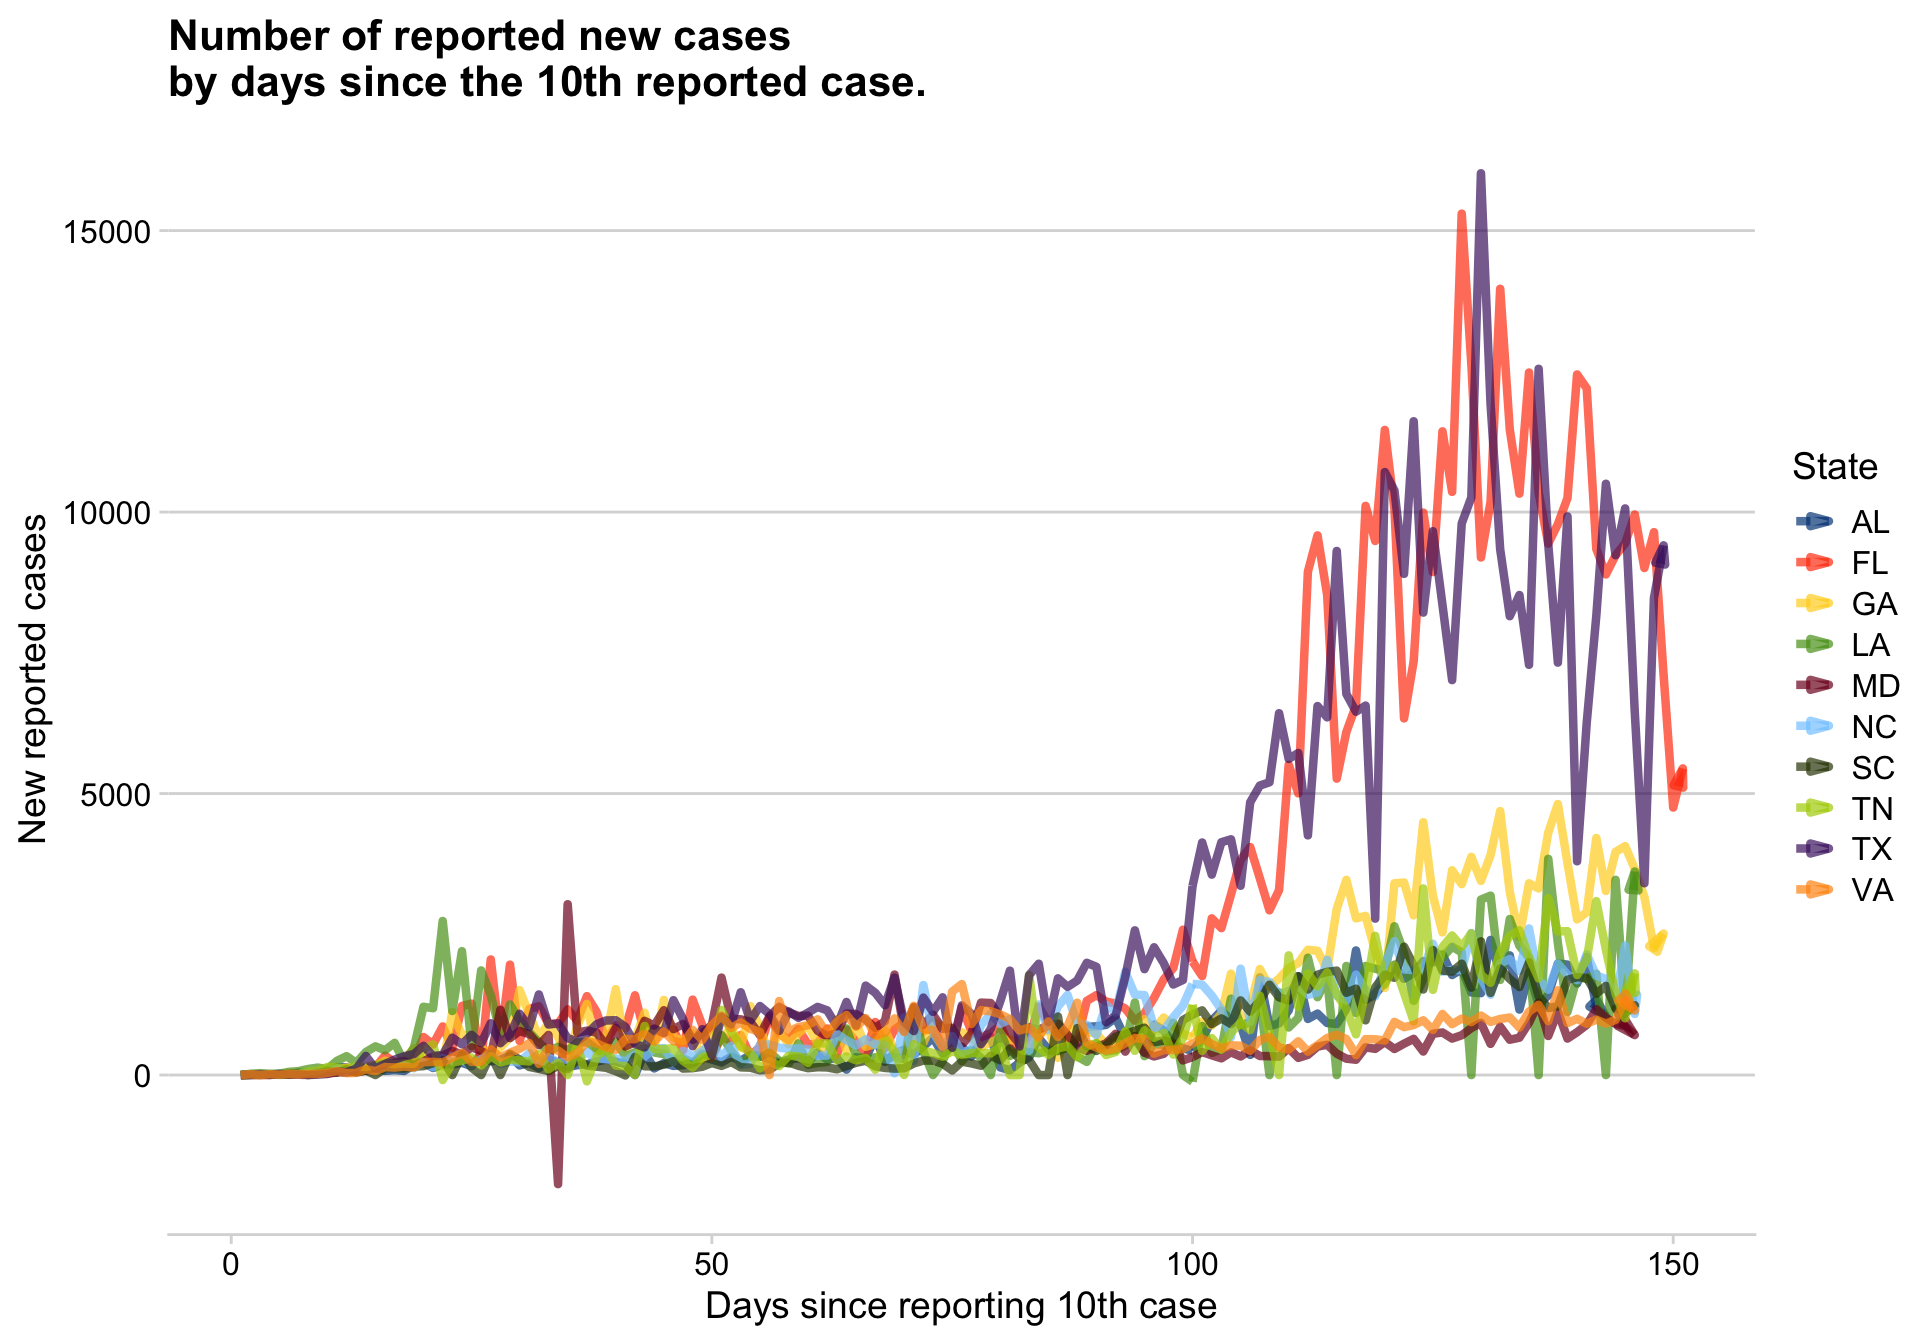 Number of reported new cases
by days since the 10th reported case.
15000
10000
5000
0
New reported cases
0
50
100
150
Days since reporting 10th case
State
AL
FL
GA
LA
MD
NC
SC
TN
TX
VA